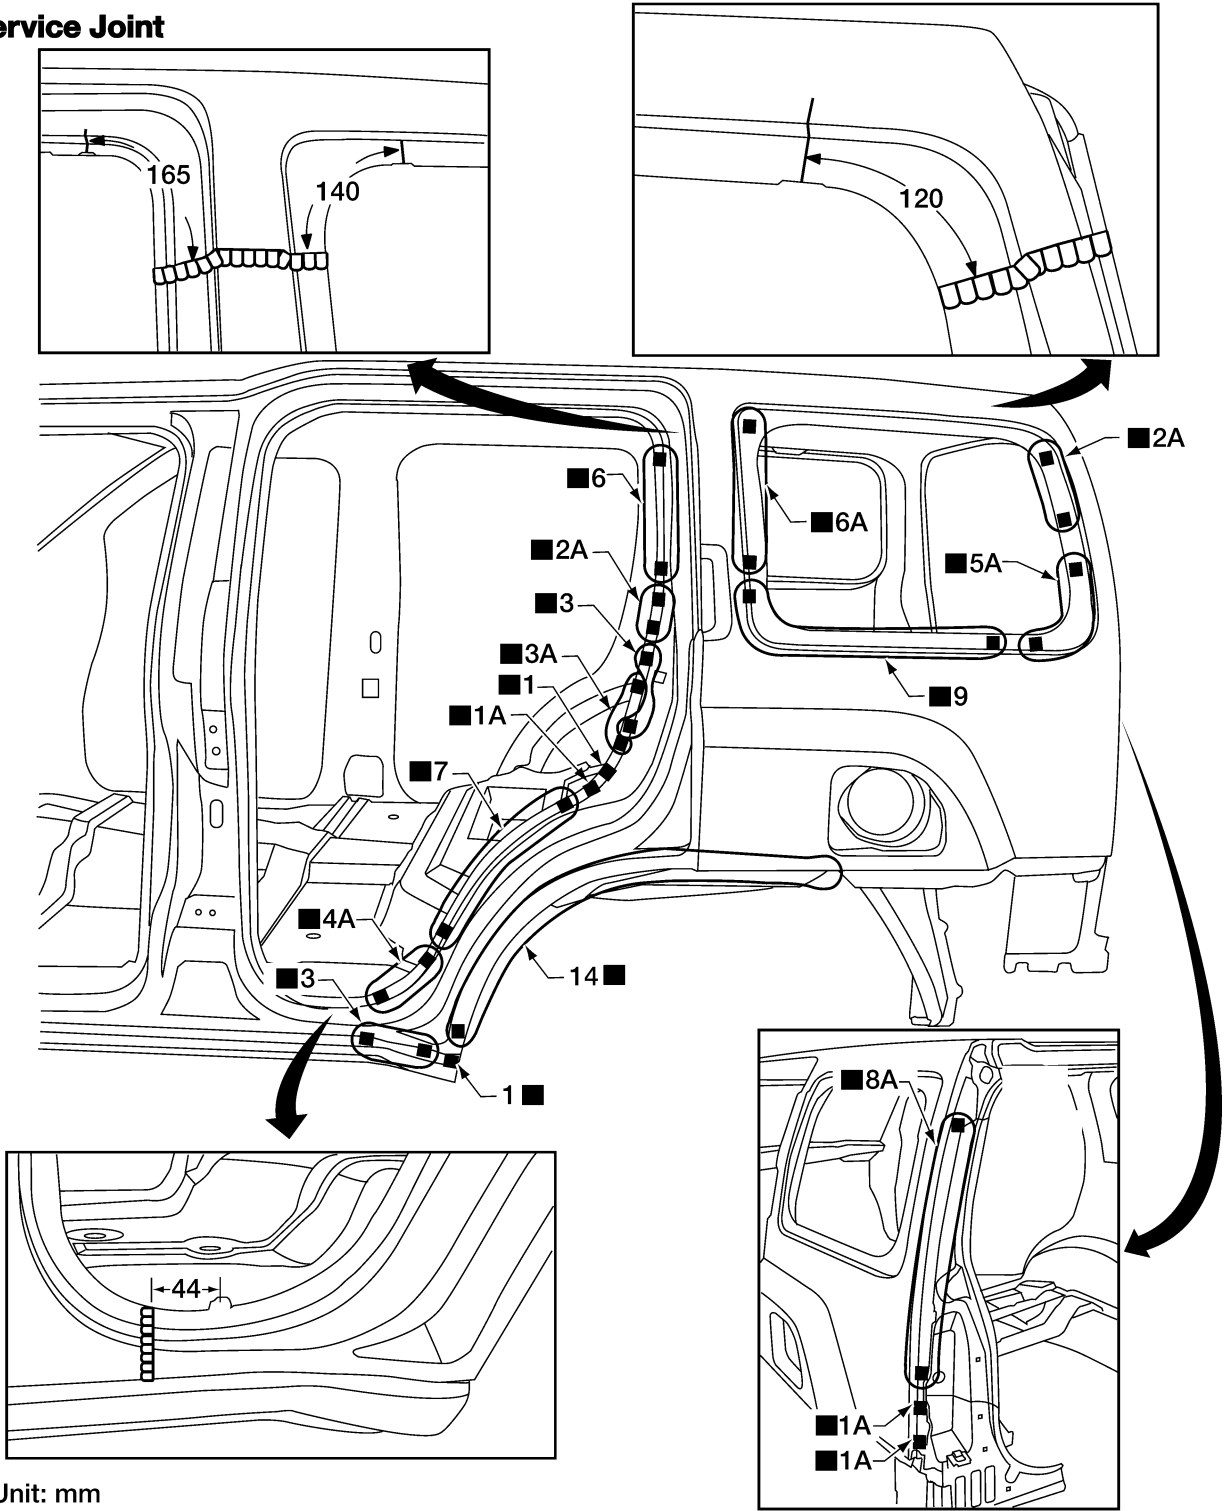 ervice Joint
165
140
120
■2A
■6
■6A
■2A
■5A
■3
■3A
■1
■9
■1A
■7
■4A
■3
14■
1■
■8A
44
■1A
■1A
Unit: mm